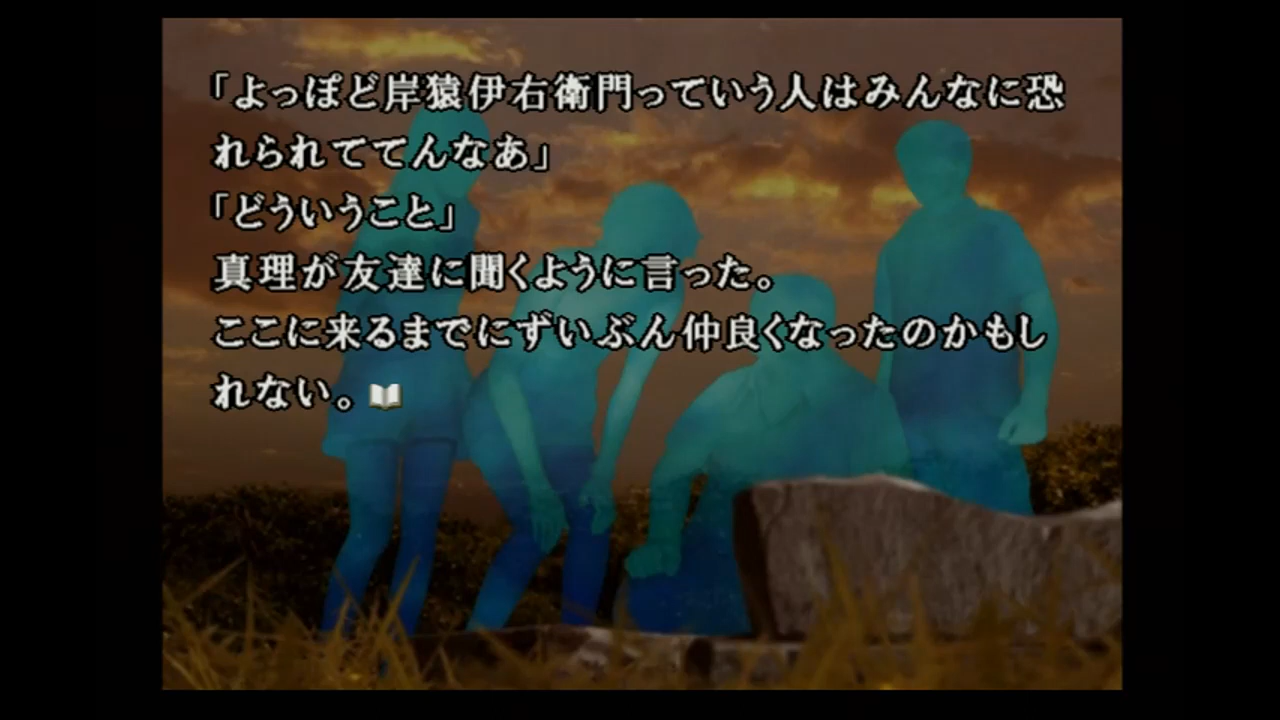 「よっぽど岸猿伊右衛門っていう人はみんなに恐
れられててんなあ」
「どういうこと」
真理が友達に聞くように言った。
ここに来るまでにずいぶん仲良くなったのかもし
れない。